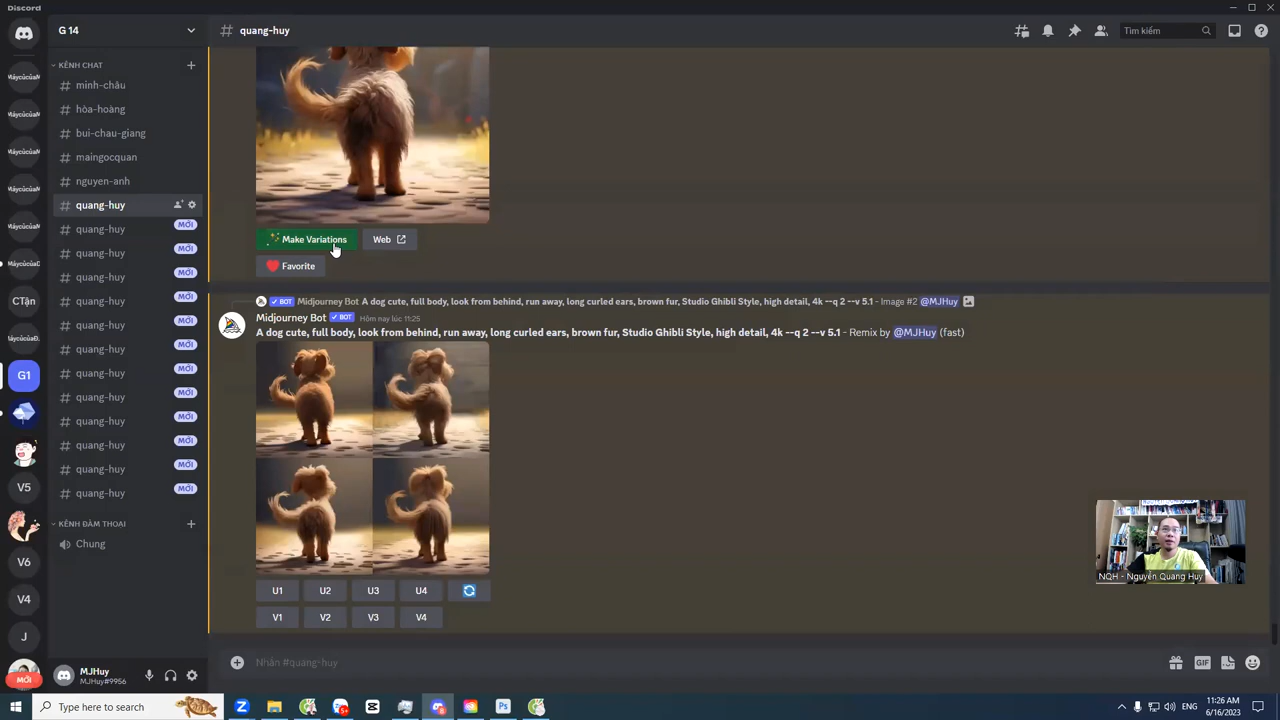 Discord
G 14
# quang-huy
Tìm kiếm
KÊNH CHAT
# minh-châu
# hòa-hoàng
# bui-chau-giang
# maingocquan
# nguyen-anh
# quang-huy
# quang-huy MỚI
# quang-huy MỚI
# quang-huy MỚI
# quang-huy MỚI
# quang-huy MỚI
# quang-huy MỚI
# quang-huy MỚI
# quang-huy MỚI
# quang-huy MỚI
# quang-huy MỚI
# quang-huy MỚI
# quang-huy MỚI
KÊNH ĐÀM THOẠI
Chung
CTận
G1
V5
V6
V4
J
MỚI
MJHuy
MJHuy#9956
Make Variations
Web
Favorite
✓ BOT Midjourney Bot A dog cute, full body, look from behind, run away, long curled ears, brown fur, Studio Ghibli Style, high detail, 4k --q 2 --v 5.1 - Image #2 @MJHuy
Midjourney Bot ✓ BOT Hôm nay lúc 11:25
A dog cute, full body, look from behind, run away, long curled ears, brown fur, Studio Ghibli Style, high detail, 4k --q 2 --v 5.1 - Remix by @MJHuy (fast)
U1 U2 U3 U4
V1 V2 V3 V4
NQH - Nguyễn Quang Huy
Nhắn #quang-huy
GIF
Type here to search
5+
Ps
11:26 AM
6/16/2023